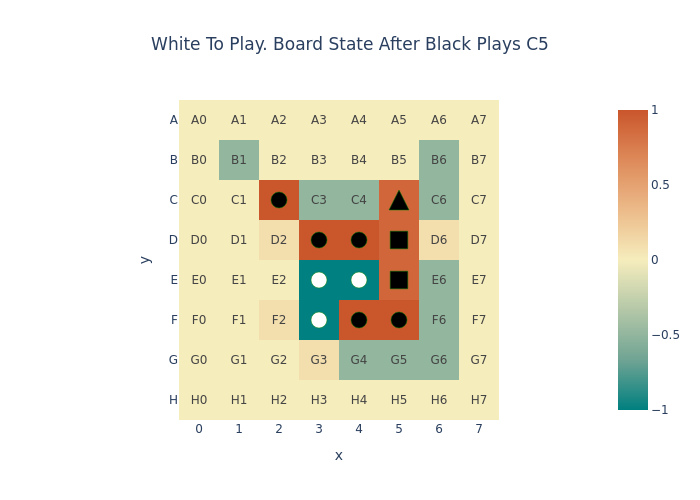 White To Play. Board State After Black Plays C5
A A0 A1 A2 A3 A4 A5 A6 A7
B B0 B1 B2 B3 B4 B5 B6 B7
C C0 C1 C3 C4 C6 C7
D D0 D1 D2 D6 D7
E E0 E1 E2 E6 E7
F F0 F1 F2 F6 F7
G G0 G1 G2 G3 G4 G5 G6 G7
H H0 H1 H2 H3 H4 H5 H6 H7
0 1 2 3 4 5 6 7
x
y
1
0.5
0
−0.5
−1